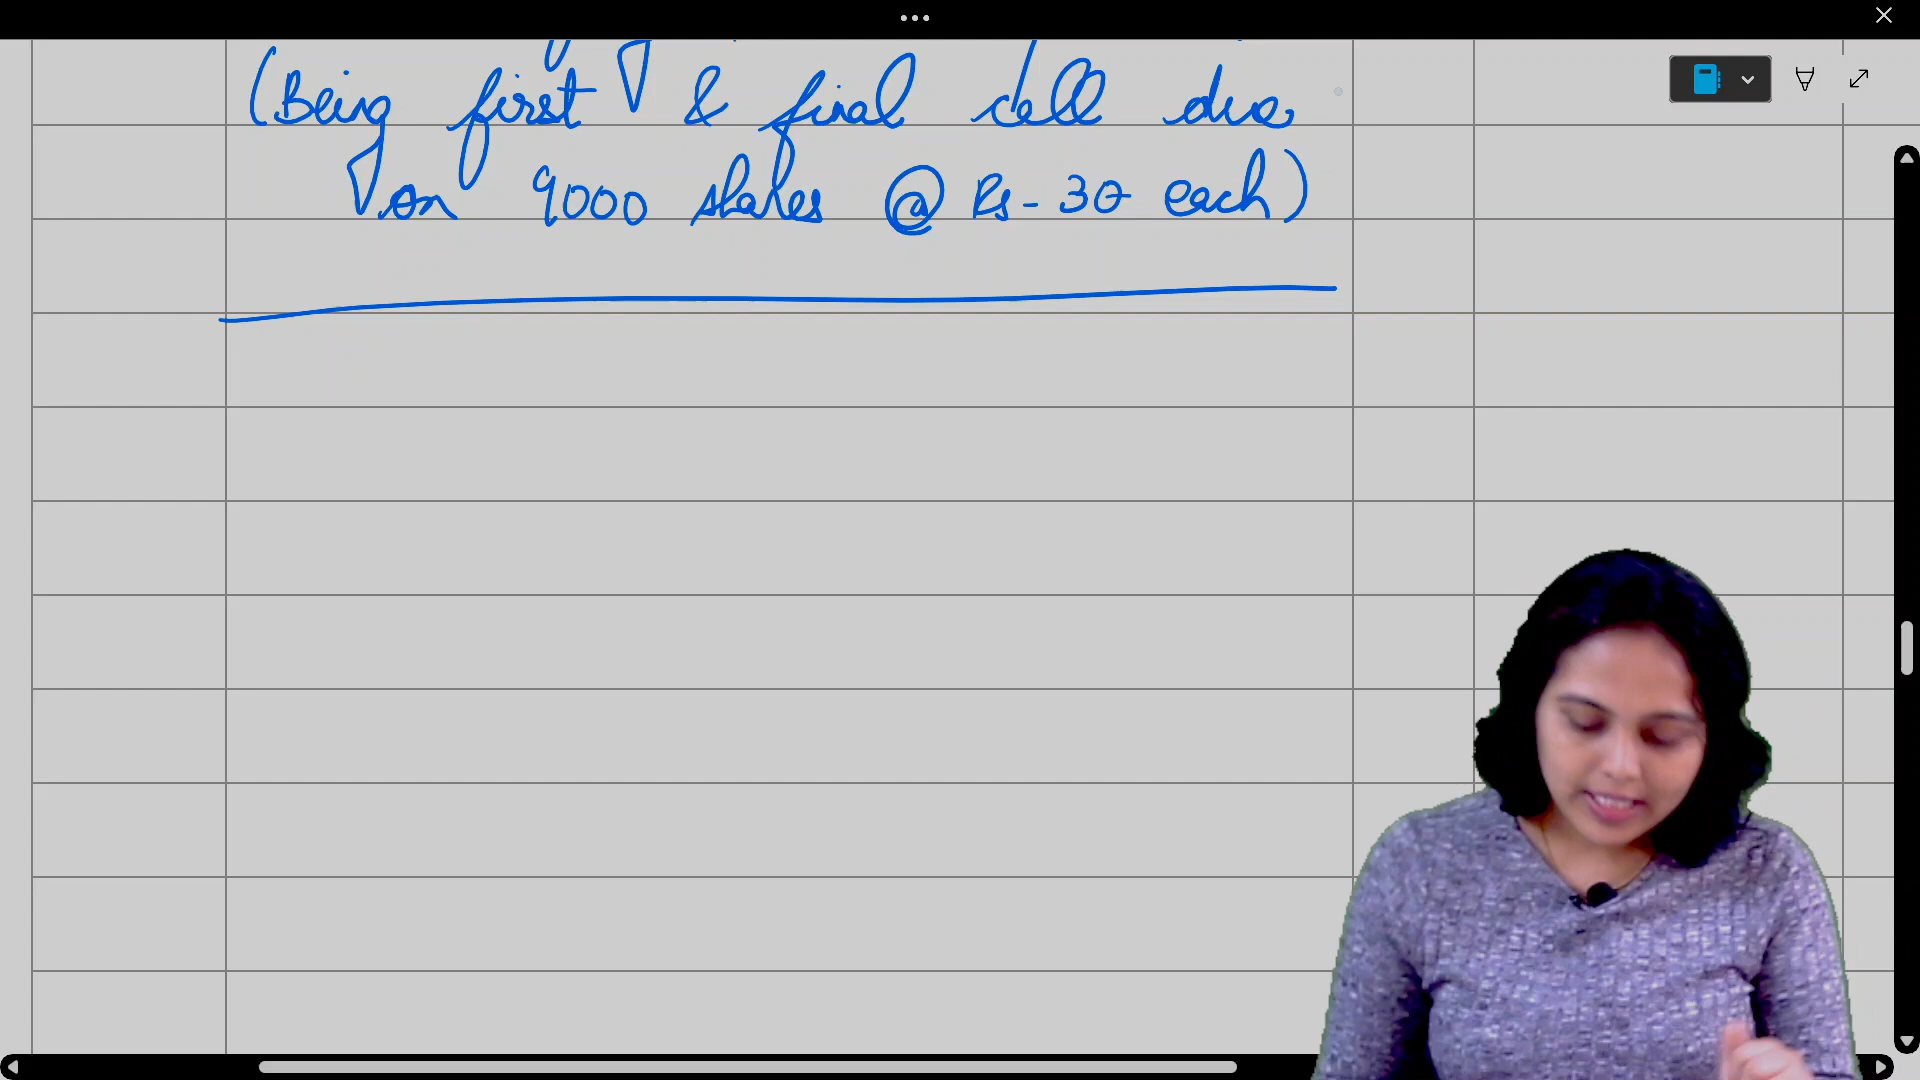 (Being first & final call due
on 9000 shares @ Rs- 30 each)